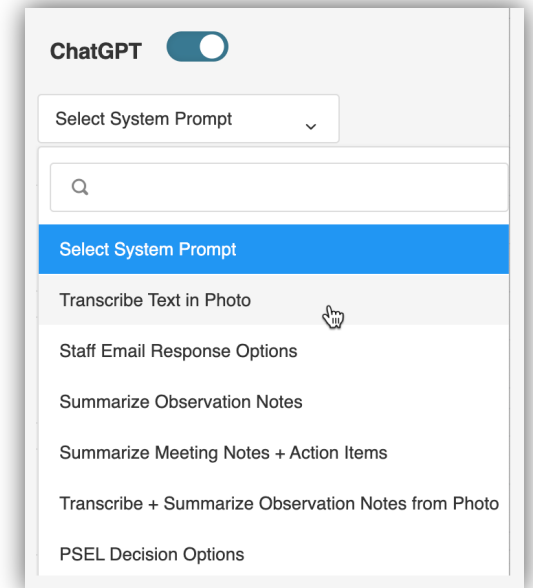 ChatGPT
Select System Prompt
Select System Prompt
Transcribe Text in Photo
Staff Email Response Options
Summarize Observation Notes
Summarize Meeting Notes + Action Items
Transcribe + Summarize Observation Notes from Photo
PSEL Decision Options